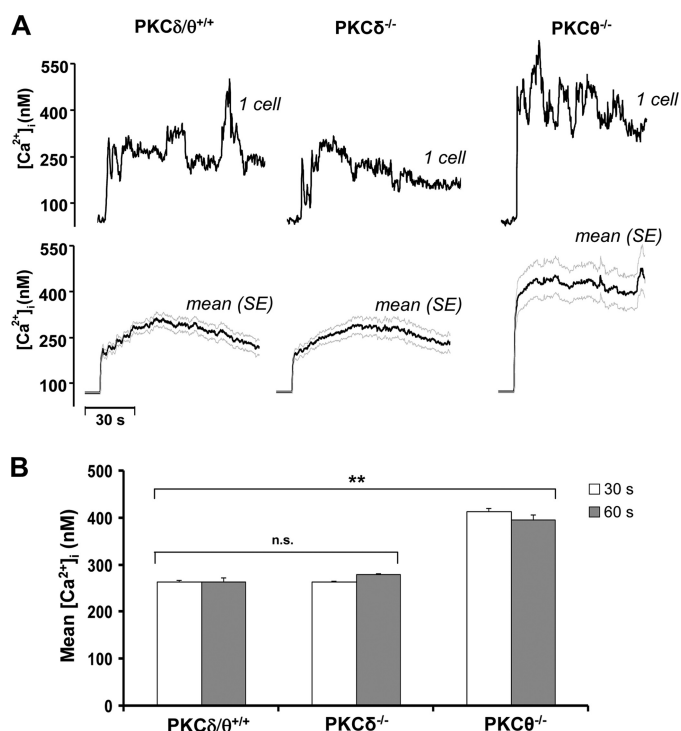 A
PKCδ/θ+/+
PKCδ-/-
PKCθ-/-
[Ca2+]i(nM)
550
400
250
100
1 cell
1 cell
1 cell
[Ca2+]i(nM)
550
400
250
100
mean (SE)
mean (SE)
mean (SE)
30 s
B
Mean [Ca2+]i (nM)
500
400
300
200
100
0
**
n.s.
30 s
60 s
PKCδ/θ+/+
PKCδ-/-
PKCθ-/-